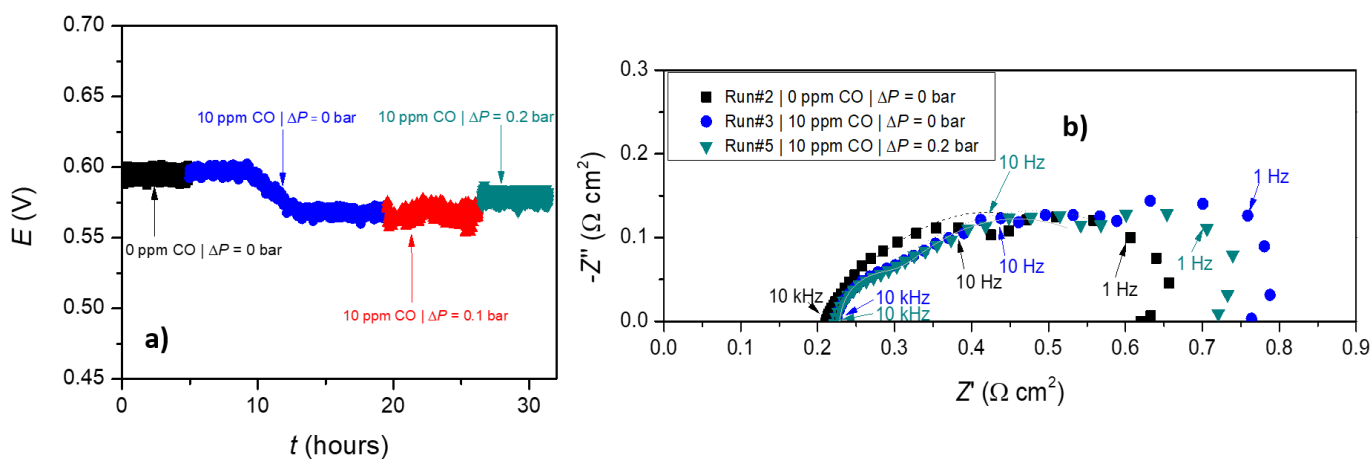 0.70
0.65
0.60
0.55
0.50
0.45
E (V)
10 ppm CO | ΔP = 0 bar
10 ppm CO | ΔP = 0.2 bar
0 ppm CO | ΔP = 0 bar
10 ppm CO | ΔP = 0.1 bar
a)
0 10 20 30
t (hours)
0.3
0.2
0.1
0.0
-Z" (Ω cm²)
Run#2 | 0 ppm CO | ΔP = 0 bar
Run#3 | 10 ppm CO | ΔP = 0 bar
Run#5 | 10 ppm CO | ΔP = 0.2 bar
b)
10 Hz
1 Hz
10 kHz
10 kHz
10 kHz
10 Hz
10 Hz
1 Hz
1 Hz
0.0 0.1 0.2 0.3 0.4 0.5 0.6 0.7 0.8 0.9
Z' (Ω cm²)